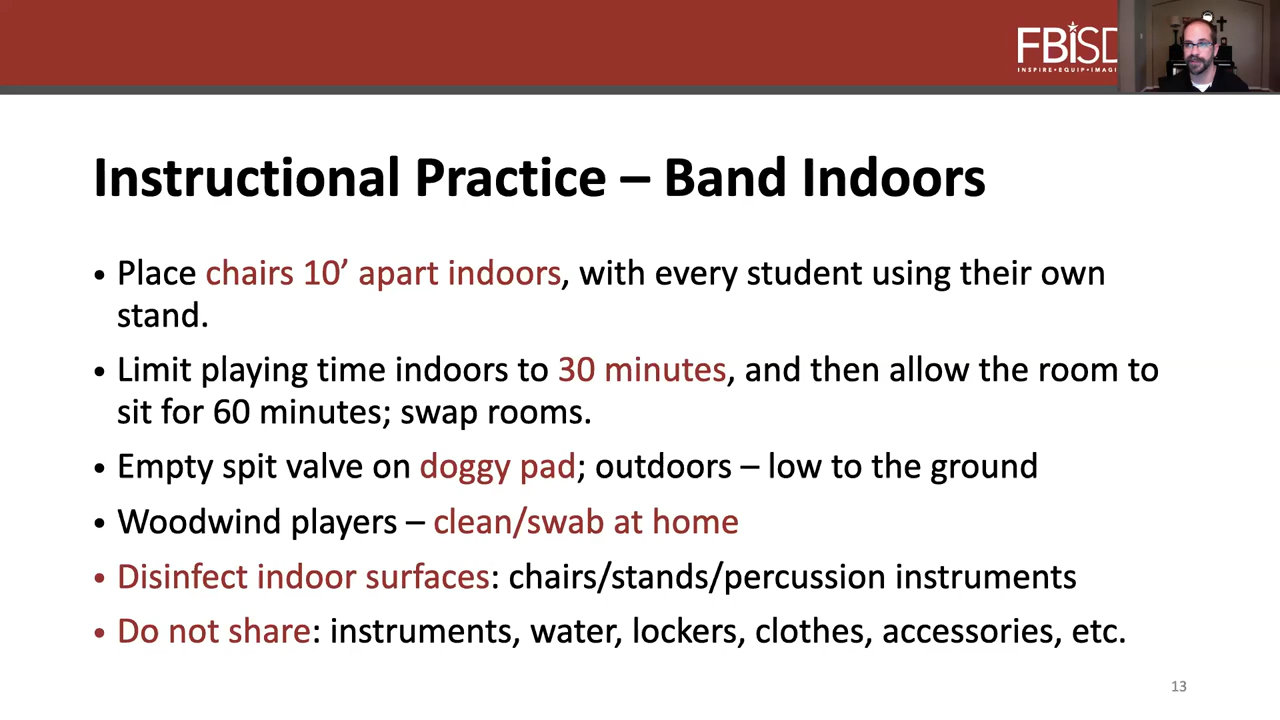 FBiSD
INSPIRE•EQUIP•IMAGI
Instructional Practice – Band Indoors
• Place chairs 10’ apart indoors, with every student using their own
stand.
• Limit playing time indoors to 30 minutes, and then allow the room to
sit for 60 minutes; swap rooms.
• Empty spit valve on doggy pad; outdoors – low to the ground
• Woodwind players – clean/swab at home
• Disinfect indoor surfaces: chairs/stands/percussion instruments
• Do not share: instruments, water, lockers, clothes, accessories, etc.
13